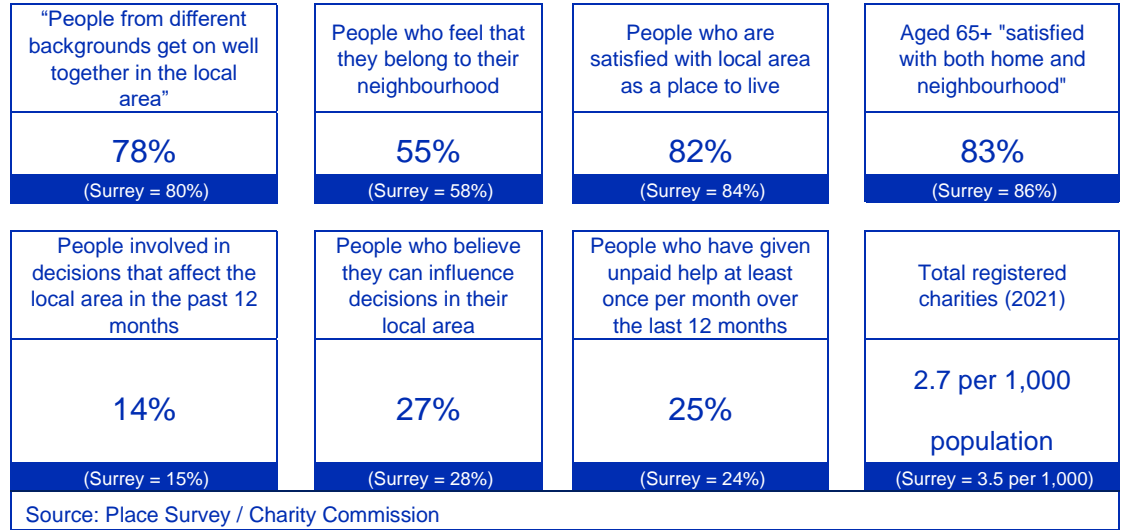 “People from different
backgrounds get on well
together in the local
area”
78%
(Surrey = 80%)
People who feel that
they belong to their
neighbourhood
55%
(Surrey = 58%)
People who are
satisfied with local area
as a place to live
82%
(Surrey = 84%)
Aged 65+ "satisfied
with both home and
neighbourhood"
83%
(Surrey = 86%)
People involved in
decisions that affect the
local area in the past 12
months
14%
(Surrey = 15%)
People who believe
they can influence
decisions in their
local area
27%
(Surrey = 28%)
People who have given
unpaid help at least
once per month over
the last 12 months
25%
(Surrey = 24%)
Total registered
charities (2021)
2.7 per 1,000
population
(Surrey = 3.5 per 1,000)
Source: Place Survey / Charity Commission